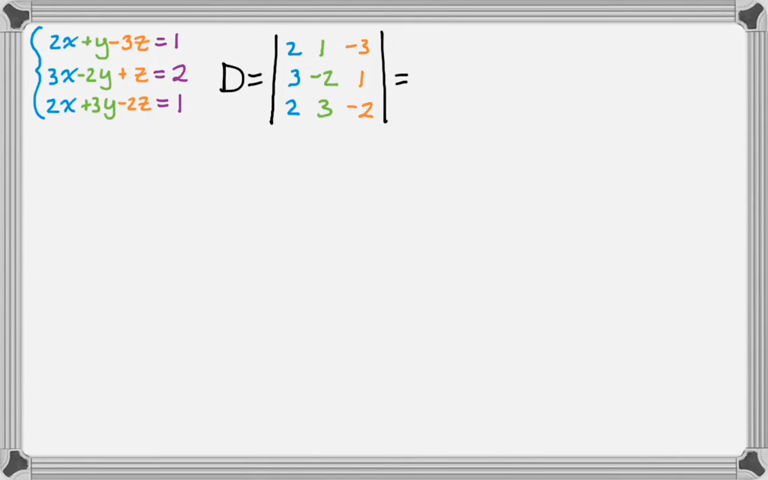 2x+y-3z=1
3x-2y+z=2
2x+3y-2z=1
D= | 2 1 -3 | =
| 3 -2 1 |
| 2 3 -2 |